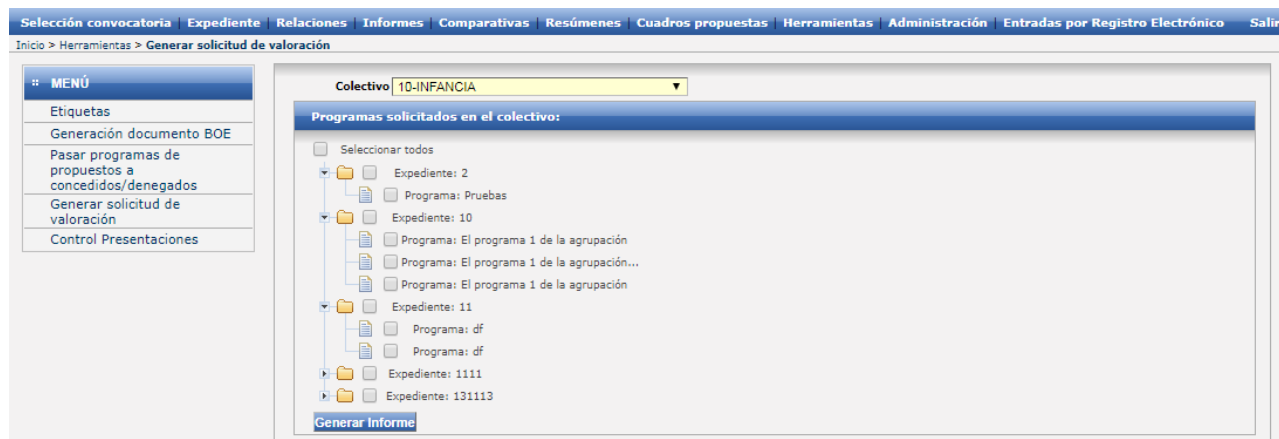 Selección convocatoria | Expediente | Relaciones | Informes | Comparativas | Resúmenes | Cuadros propuestas | Herramientas | Administración | Entradas por Registro Electrónico Salir
Inicio > Herramientas > Generar solicitud de valoración
MENÚ
Etiquetas
Generación documento BOE
Pasar programas de
propuestos a
concedidos/denegados
Generar solicitud de
valoración
Control Presentaciones
Colectivo 10-INFANCIA
Programas solicitados en el colectivo:
Seleccionar todos
Expediente: 2
Programa: Pruebas
Expediente: 10
Programa: El programa 1 de la agrupación
Programa: El programa 1 de la agrupación...
Programa: El programa 1 de la agrupación
Expediente: 11
Programa: df
Programa: df
Expediente: 1111
Expediente: 131113
Generar Informe